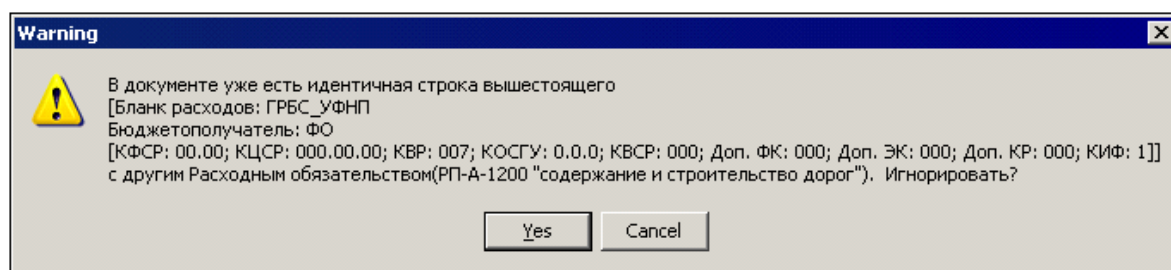 Warning
В документе уже есть идентичная строка вышестоящего
[Бланк расходов: ГРБС_УФНП
Бюджетополучатель: ФО
[КФСР: 00.00; КЦСР: 000.00.00; КВР: 007; КОСГУ: 0.0.0; КВСР: 000; Доп. ФК: 000; Доп. ЭК: 000; Доп. КР: 000; КИФ: 1]]
с другим Расходным обязательством(РП-А-1200 "содержание и строительство дорог"). Игнорировать?
Yes
Cancel